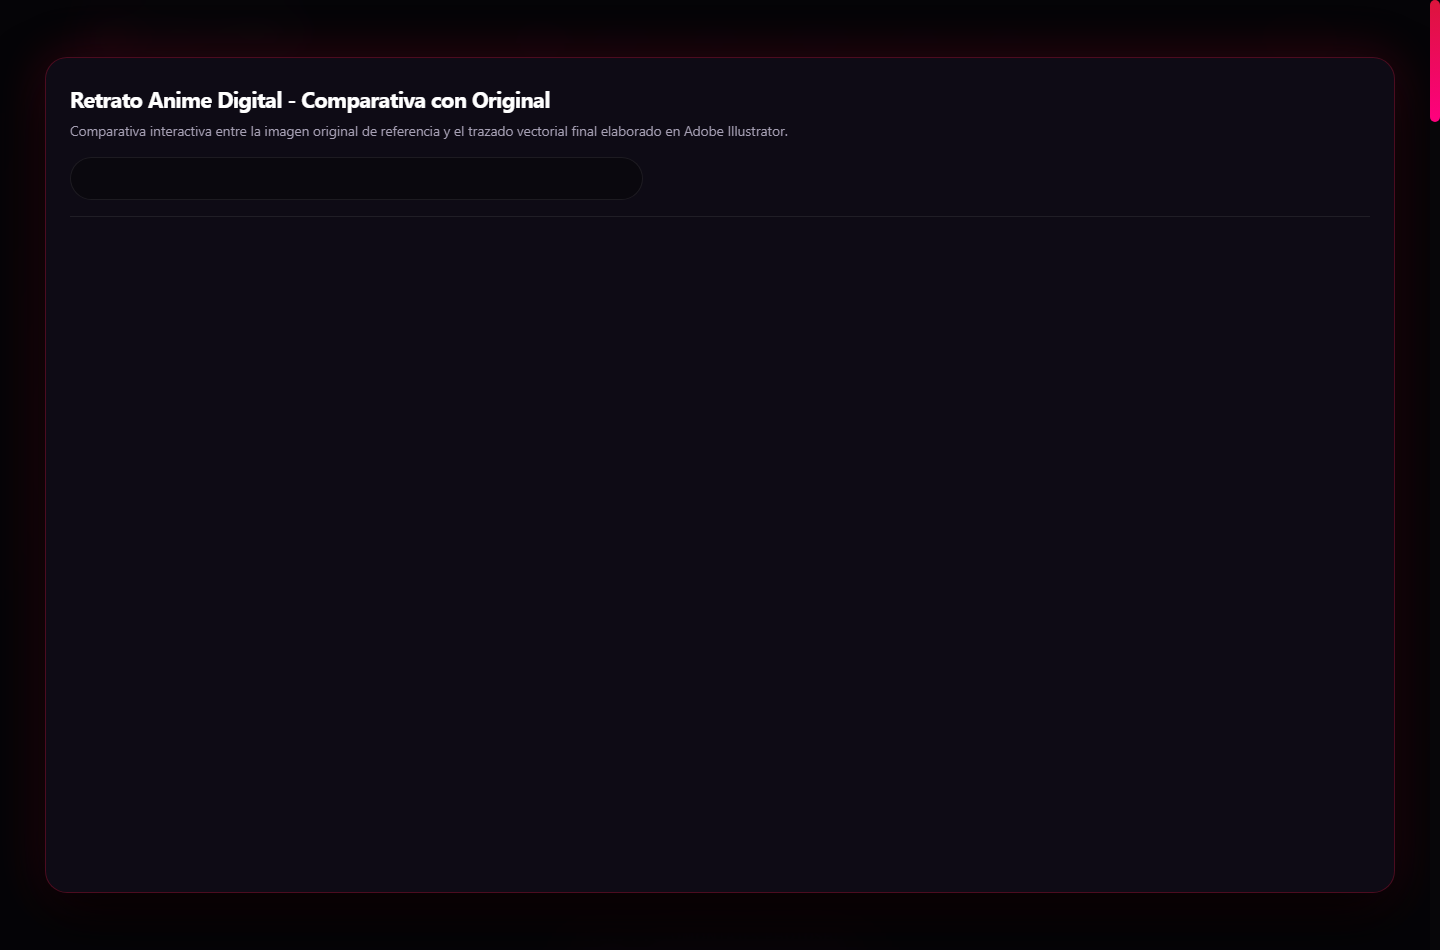 Retrato Anime Digital - Comparativa con Original
Comparativa interactiva entre la imagen original de referencia y el trazado vectorial final elaborado en Adobe Illustrator.